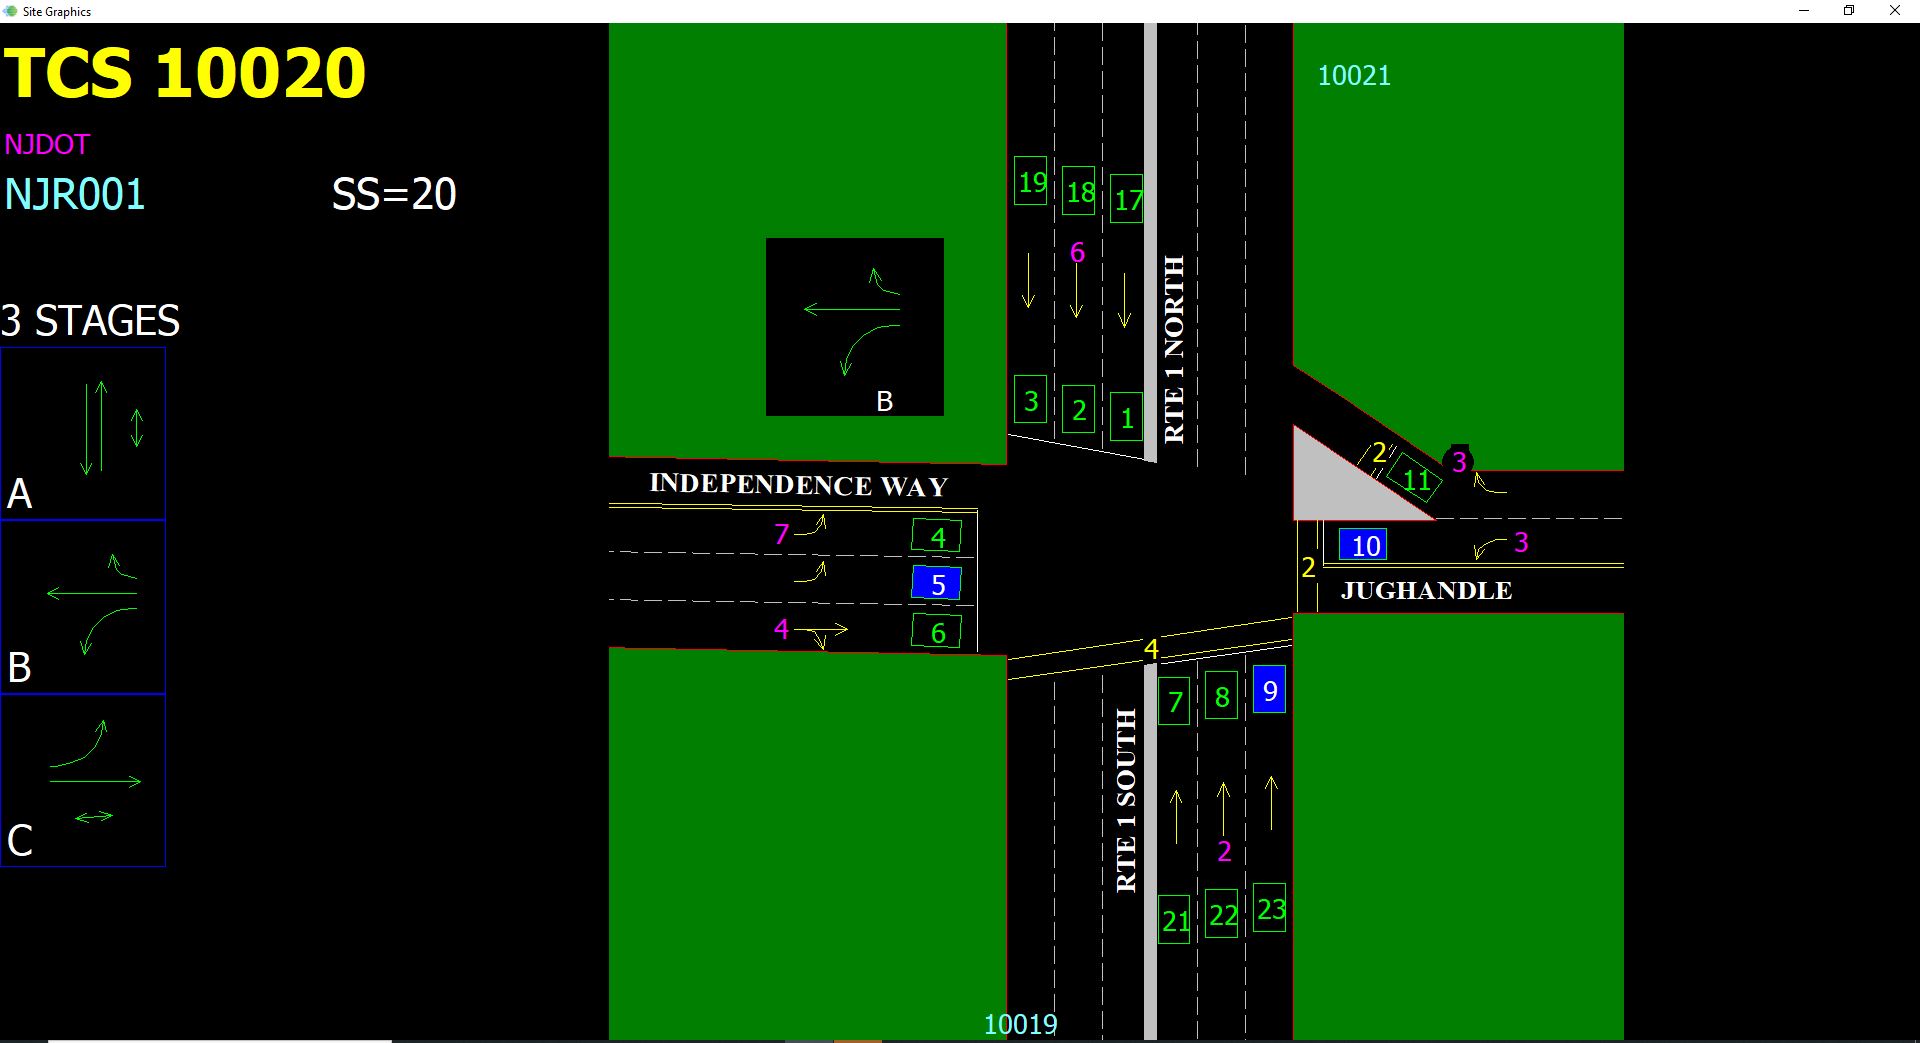 Site Graphics
TCS 10020
NJDOT
NJR001
SS=20
3 STAGES
A
B
C
B
10021
19
18
17
6
RTE 1 NORTH
3
2
1
INDEPENDENCE WAY
7
4
5
4
6
2
11
3
10
3
2
JUGHANDLE
4
7
8
9
RTE 1 SOUTH
2
21
22
23
10019